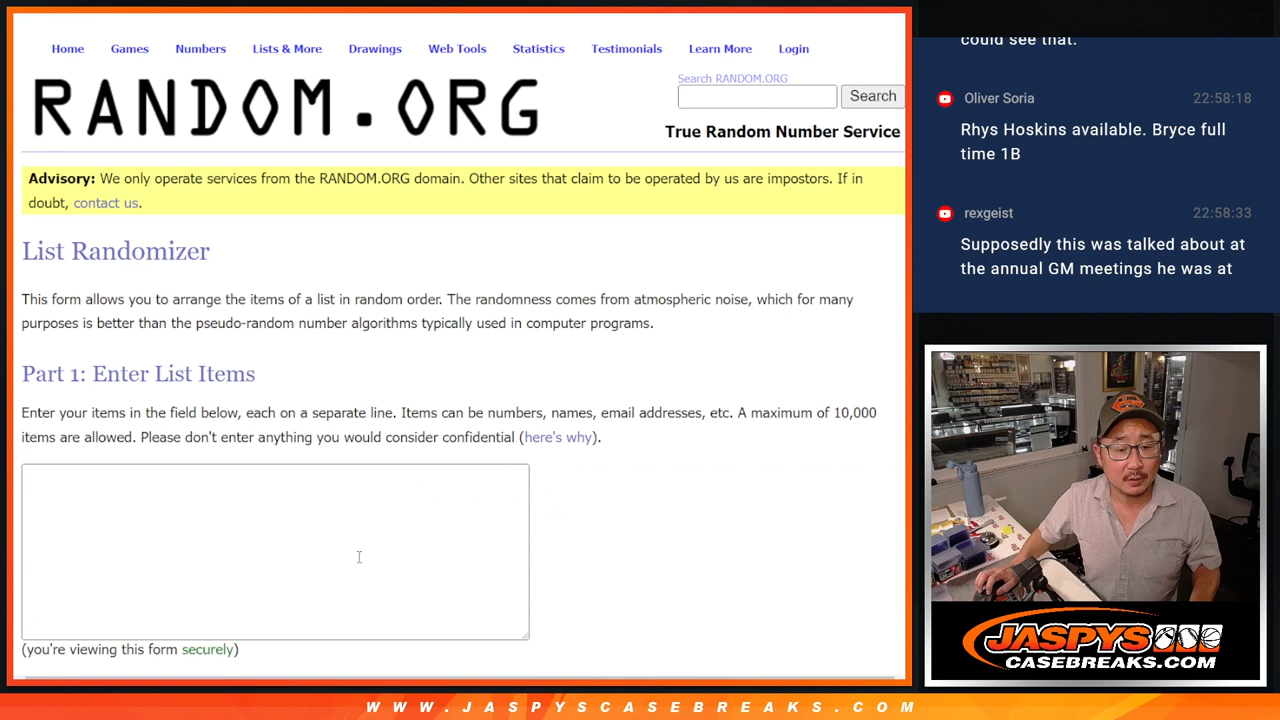 Home Games Numbers Lists & More Drawings Web Tools Statistics Testimonials Learn More Login
RANDOM.ORG
Search RANDOM.ORG
Search
True Random Number Service
Advisory: We only operate services from the RANDOM.ORG domain. Other sites that claim to be operated by us are impostors. If in
doubt, contact us.
List Randomizer
This form allows you to arrange the items of a list in random order. The randomness comes from atmospheric noise, which for many
purposes is better than the pseudo-random number algorithms typically used in computer programs.
Part 1: Enter List Items
Enter your items in the field below, each on a separate line. Items can be numbers, names, email addresses, etc. A maximum of 10,000
items are allowed. Please don't enter anything you would consider confidential (here's why).
(you're viewing this form securely)
could see that.
Oliver Soria 22:58:18
Rhys Hoskins available. Bryce full
time 1B
rexgeist 22:58:33
Supposedly this was talked about at
the annual GM meetings he was at
JASPYS
CASEBREAKS.COM
WWW.JASPYSCASEBREAKS.COM